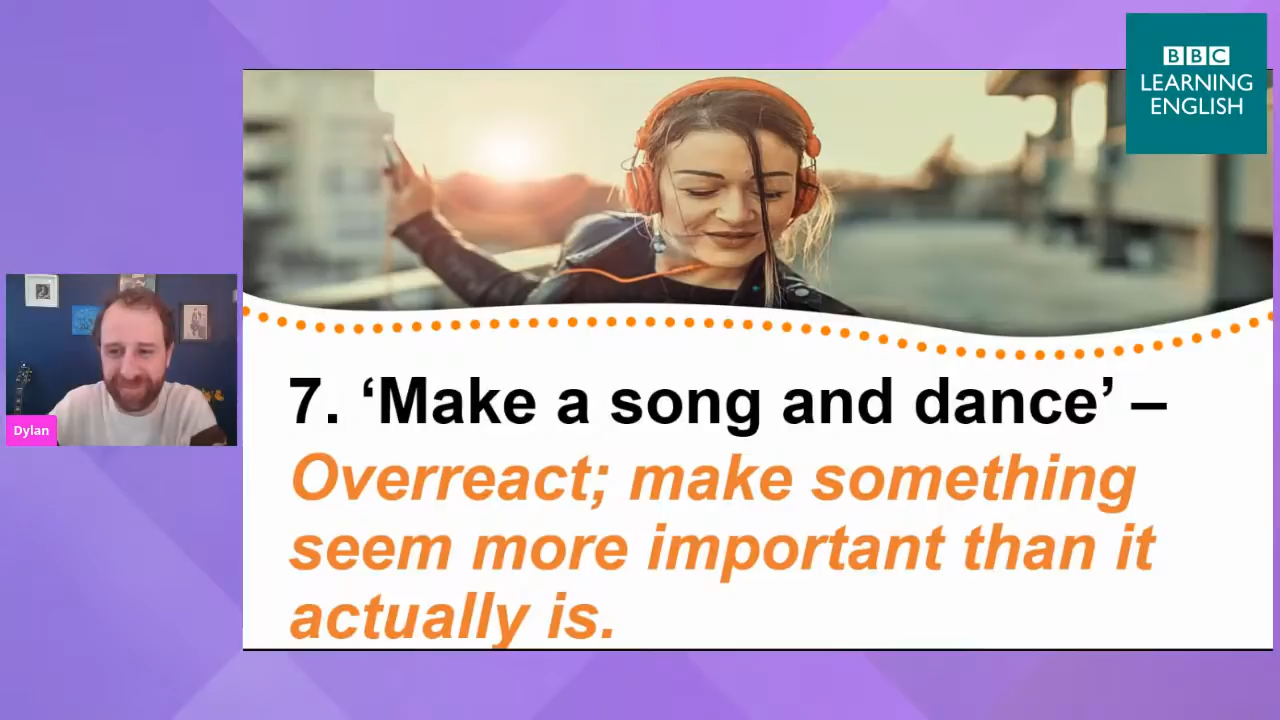 BBC
LEARNING
ENGLISH
Dylan
7. ‘Make a song and dance’ –
Overreact; make something
seem more important than it
actually is.